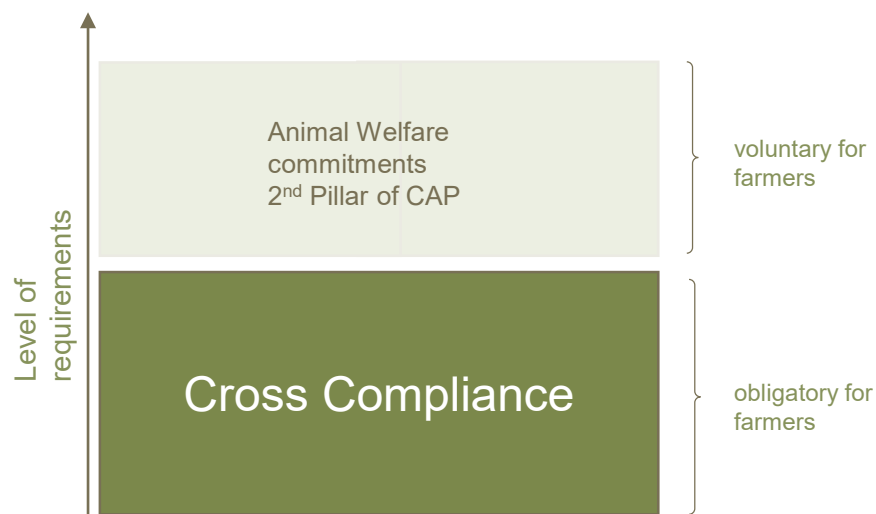 Animal Welfare
commitments
2nd Pillar of CAP
voluntary for
farmers
Level of
requirements
Cross Compliance
obligatory for
farmers